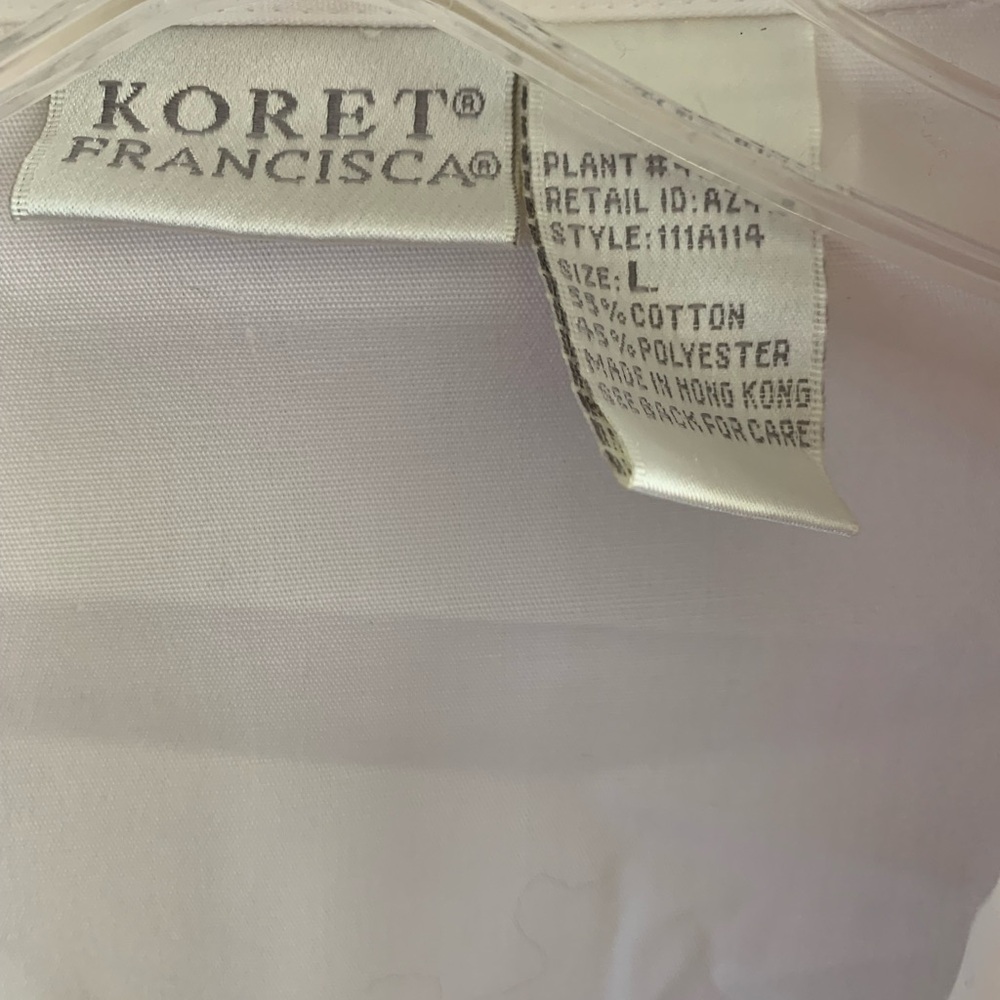 KORET®
FRANCISCA®
PLANT #
RETAIL ID:
STYLE: 111A114
SIZE: L
55% COTTON
45% POLYESTER
MADE IN HONG KONG
SEE BACK FOR CARE